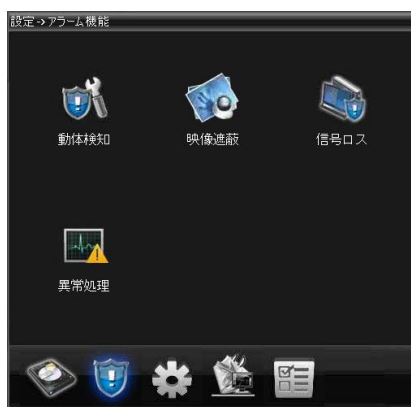 設定->アラーム機能
動体検知
映像遮蔽
信号ロス
異常処理